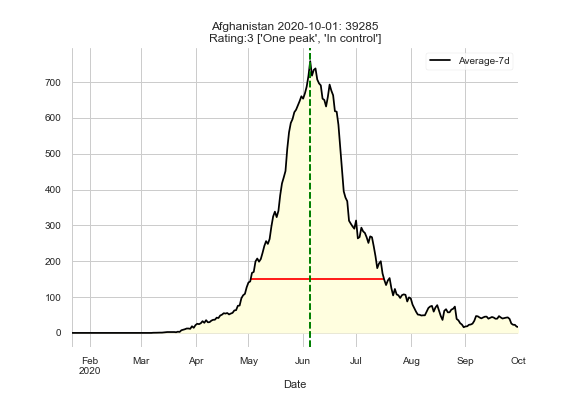 Afghanistan 2020-10-01: 39285
Rating:3 ['One peak', 'In control']
Average-7d
700
600
500
400
300
200
100
0
Feb Mar Apr May Jun Jul Aug Sep Oct
2020
Date